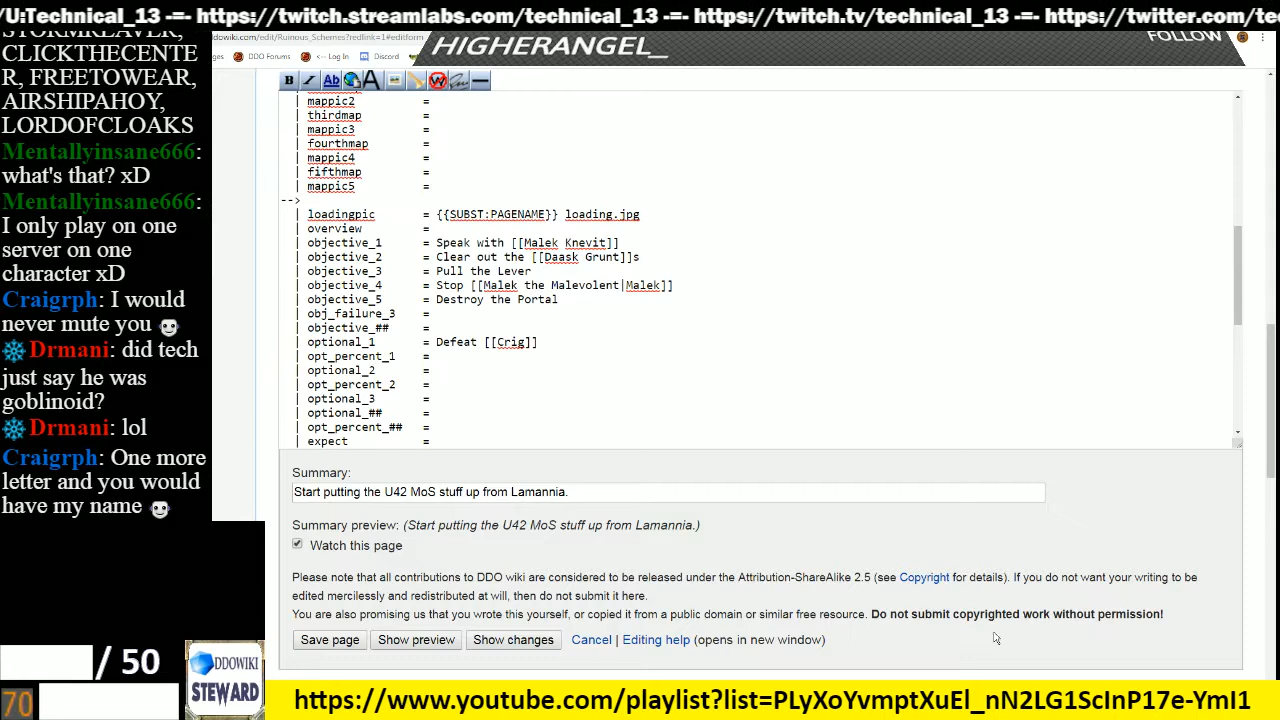 /U:Technical_13 -=- https://twitch.streamlabs.com/technical_13 -=- https://twitch.tv/technical_13 -=- https://twitter.com/te
STORMREAVER,
CLICKTHECENTE
R, FREETOWEAR,
AIRSHIPAHOY,
LORDOFCLOAKS
Mentallyinsane666:
what's that? xD
Mentallyinsane666:
I only play on one
server on one
character xD
Craigrph: I would
never mute you
Drmani: did tech
just say he was
goblinoid?
Drmani: lol
Craigrph: One more
letter and you would
have my name
/ 50
70
DDOWIKI
STEWARD
dowiki.com/edit/Ruinous_Schemes?redlink=1#editform
ges DDO Forums <-- Log In Discord
HIGHERANGEL_
FOLLOW
B I Ab A W
| mappic2 =
| thirdmap =
| mappic3 =
| fourthmap =
| mappic4 =
| fifthmap =
| mappic5 =
-->
| loadingpic = {{SUBST:PAGENAME}} loading.jpg
| overview =
| objective_1 = Speak with [[Malek Knevit]]
| objective_2 = Clear out the [[Daask Grunt]]s
| objective_3 = Pull the Lever
| objective_4 = Stop [[Malek the Malevolent|Malek]]
| objective_5 = Destroy the Portal
| obj_failure_3 =
| objective_## =
| optional_1 = Defeat [[Crig]]
| opt_percent_1 =
| optional_2 =
| opt_percent_2 =
| optional_3 =
| optional_## =
| opt_percent_## =
| expect =
Summary:
Start putting the U42 MoS stuff up from Lamannia.
Summary preview: (Start putting the U42 MoS stuff up from Lamannia.)
Watch this page
Please note that all contributions to DDO wiki are considered to be released under the Attribution-ShareAlike 2.5 (see Copyright for details). If you do not want your writing to be
edited mercilessly and redistributed at will, then do not submit it here.
You are also promising us that you wrote this yourself, or copied it from a public domain or similar free resource. Do not submit copyrighted work without permission!
Save page Show preview Show changes Cancel | Editing help (opens in new window)
https://www.youtube.com/playlist?list=PLyXoYvmptXuEl_nN2LG1ScInP17e-YmI1